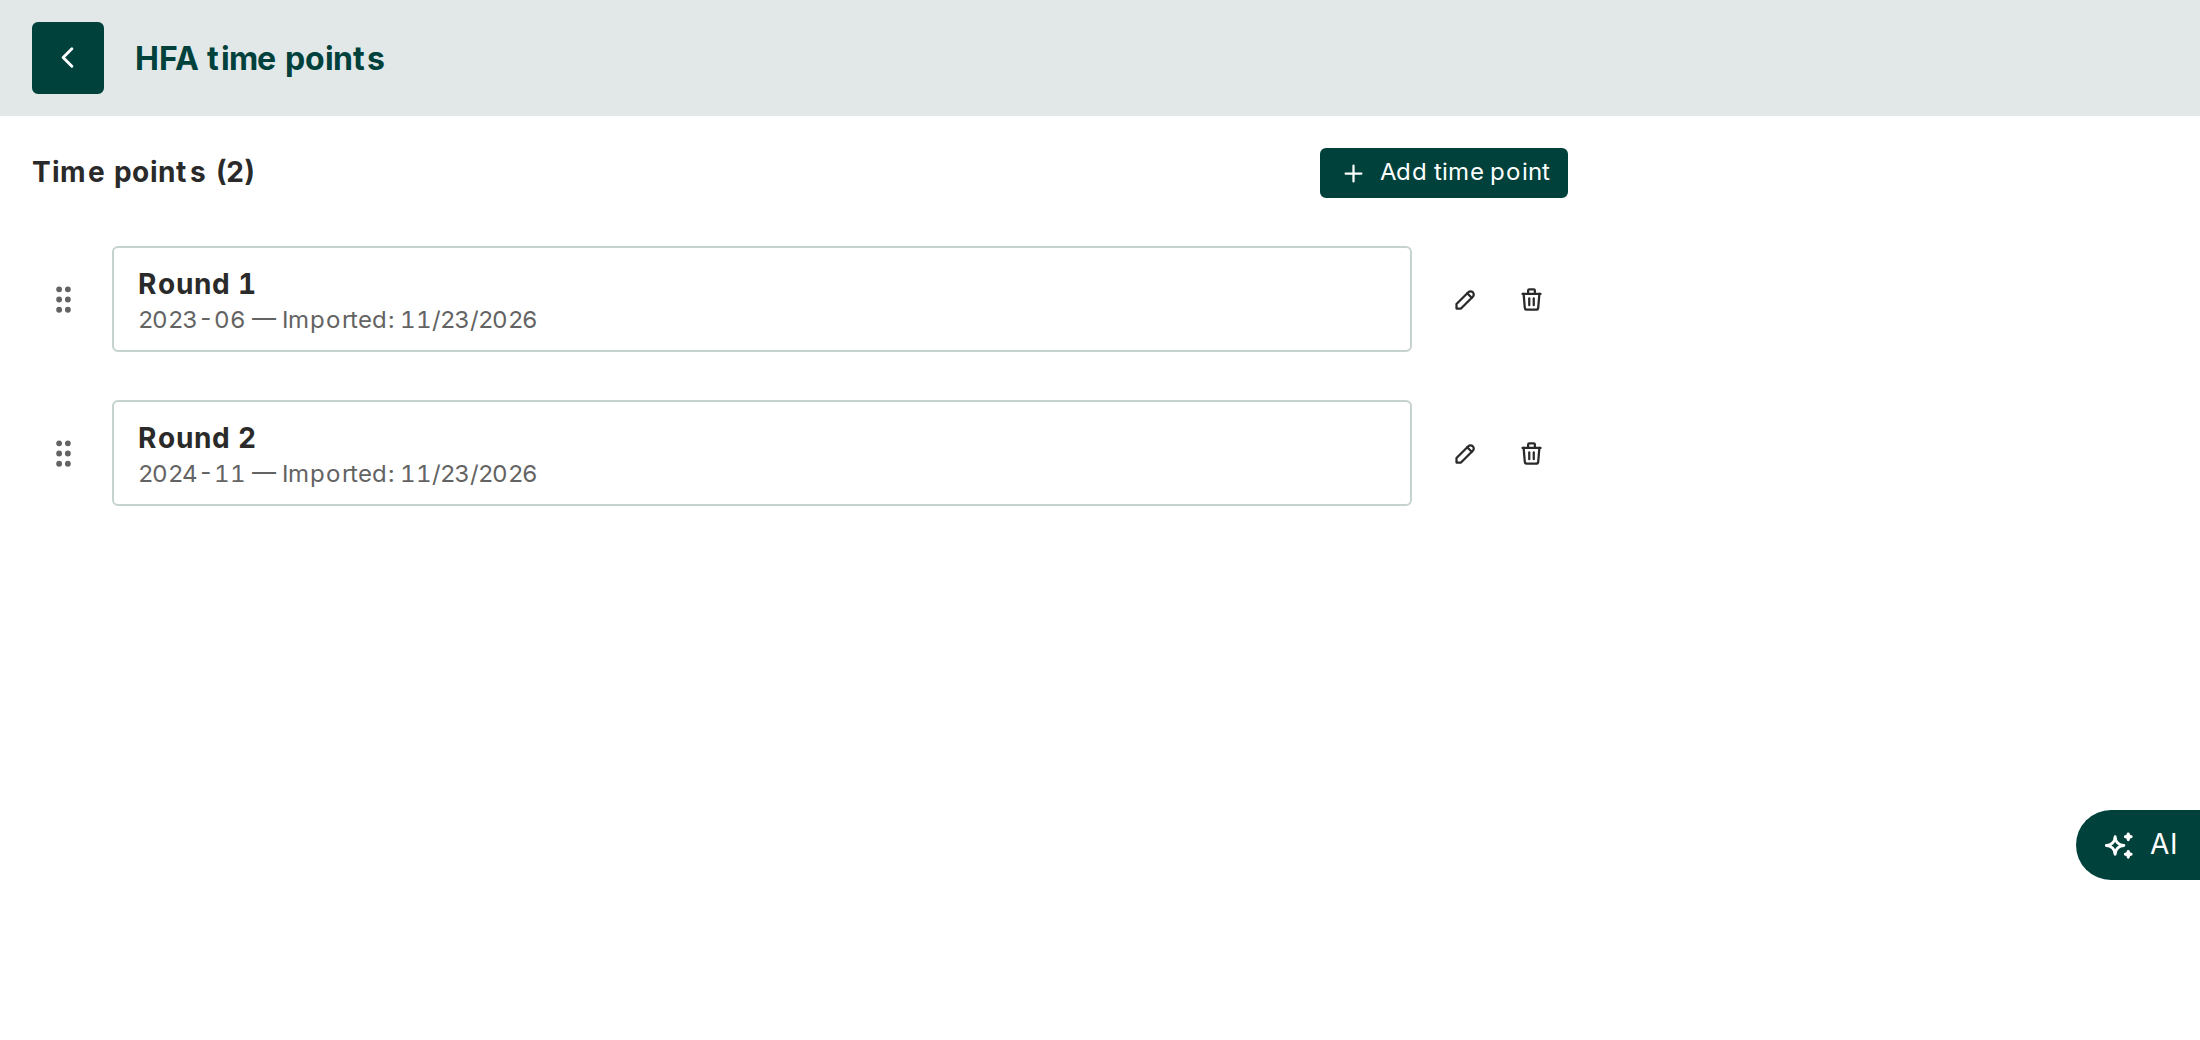 HFA time points
Time points (2)
Add time point
Round 1
2023-06 — Imported: 11/23/2026
Round 2
2024-11 — Imported: 11/23/2026
AI